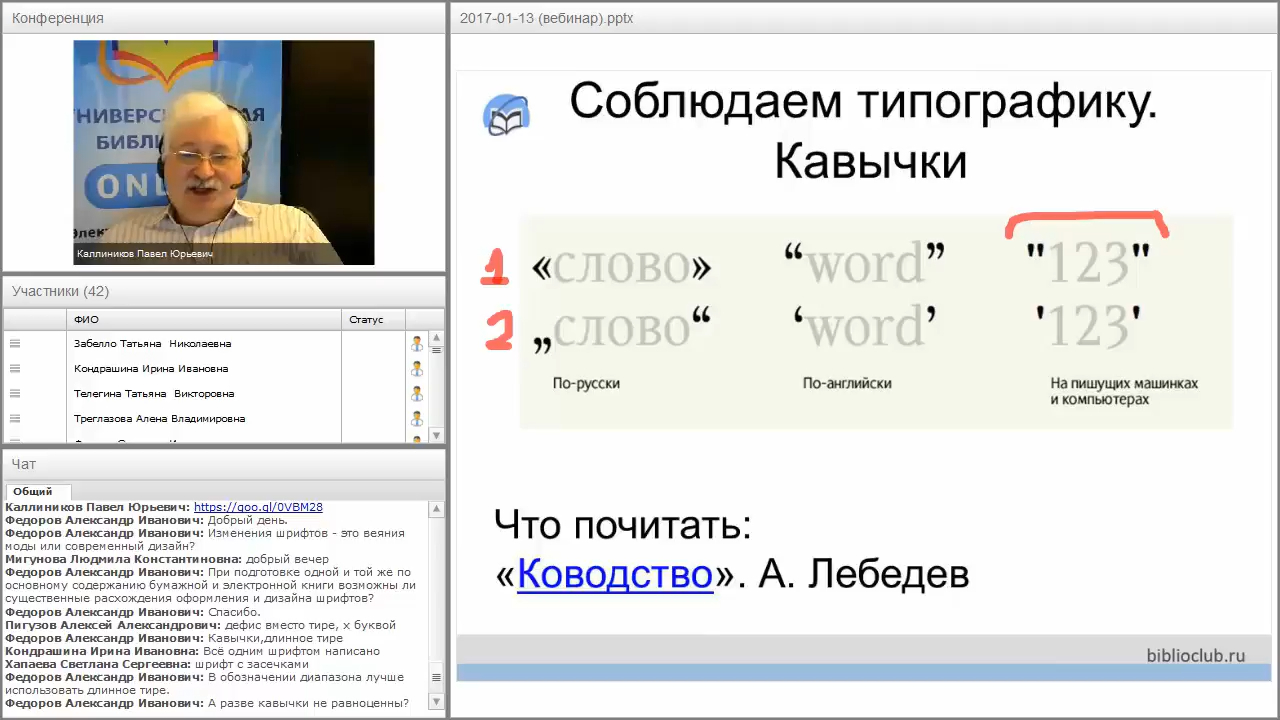 Конференция
УНИВЕРСИТЕТСКАЯ
БИБЛИ
ONL
элек
Каллиников Павел Юрьевич
Участники (42)
ФИО Статус
Забелло Татьяна Николаевна
Кондрашина Ирина Ивановна
Телегина Татьяна Викторовна
Треглазова Алена Владимировна
Чат
Общий
Каллиников Павел Юрьевич: https://goo.gl/0VBM28
Федоров Александр Иванович: Добрый день.
Федоров Александр Иванович: Изменения шрифтов - это веяния
моды или современный дизайн?
Мигунова Людмила Константиновна: добрый вечер
Федоров Александр Иванович: При подготовке одной и той же по
основному содержанию бумажной и электронной книги возможны ли
существенные расхождения оформления и дизайна шрифтов?
Федоров Александр Иванович: Спасибо.
Пигузов Алексей Александрович: дефис вместо тире, х буквой
Федоров Александр Иванович: Кавычки,длинное тире
Кондрашина Ирина Ивановна: Всё одним шрифтом написано
Хапаева Светлана Сергеевна: шрифт с засечками
Федоров Александр Иванович: В обозначении диапазона лучше
использовать длинное тире.
Федоров Александр Иванович: А разве кавычки не равноценны?
2017-01-13 (вебинар).pptx
Соблюдаем типографику.
Кавычки
1 «слово» “word” "123"
2 „слово“ ‘word’ '123'
По-русски По-английски На пишущих машинках
и компьютерах
Что почитать:
«Ководство». А. Лебедев
biblioclub.ru